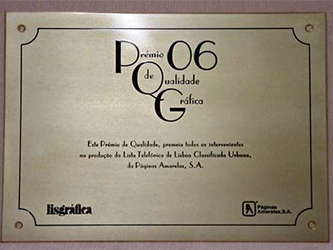 Prémio 06
de Qualidade
Gráfica
Este Prémio de Qualidade, premeia todos os intervenientes
na produção da Lista Telefónica de Lisboa Classificada Urbana,
da Páginas Amarelas, S.A.
lisgráfica
Páginas
Amarelas, S.A.